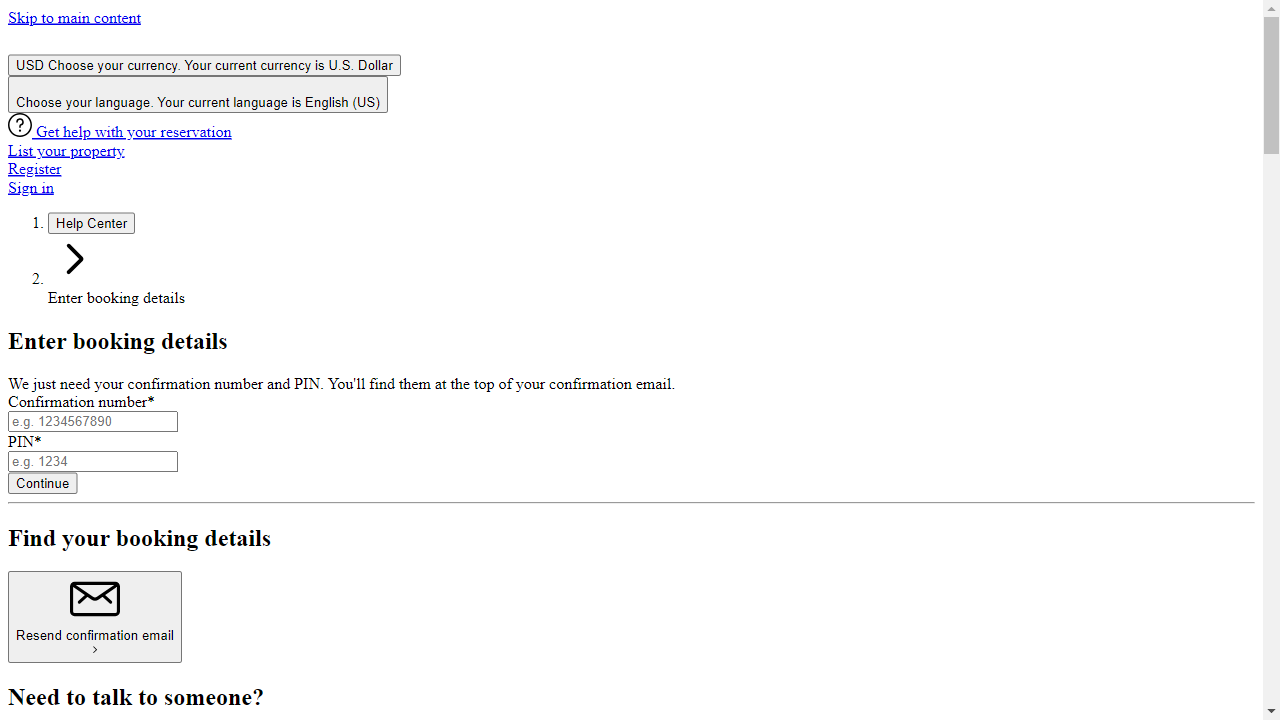 Skip to main content
USD Choose your currency. Your current currency is U.S. Dollar
Choose your language. Your current language is English (US)
Get help with your reservation
List your property
Register
Sign in
1. Help Center
2.
Enter booking details
Enter booking details
We just need your confirmation number and PIN. You'll find them at the top of your confirmation email.
Confirmation number*
e.g. 1234567890
PIN*
e.g. 1234
Continue
Find your booking details
Resend confirmation email
Need to talk to someone?